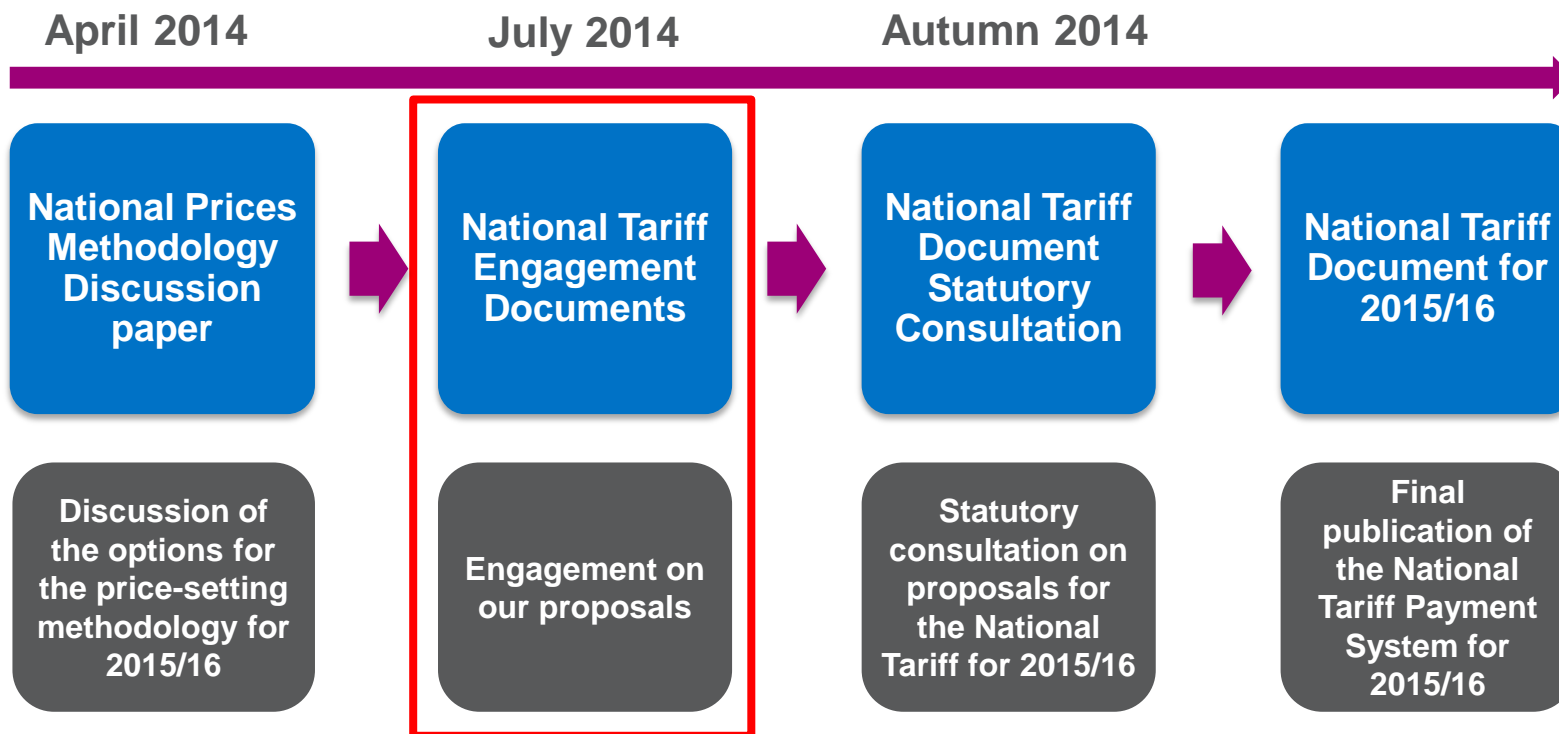 April 2014
July 2014
Autumn 2014
National Prices
Methodology
Discussion
paper
National Tariff
Engagement
Documents
National Tariff
Document
Statutory
Consultation
National Tariff
Document for
2015/16
Discussion of
the options for
the price-setting
methodology for
2015/16
Engagement on
our proposals
Statutory
consultation on
proposals for
the National
Tariff for 2015/16
Final
publication of
the National
Tariff Payment
System for
2015/16